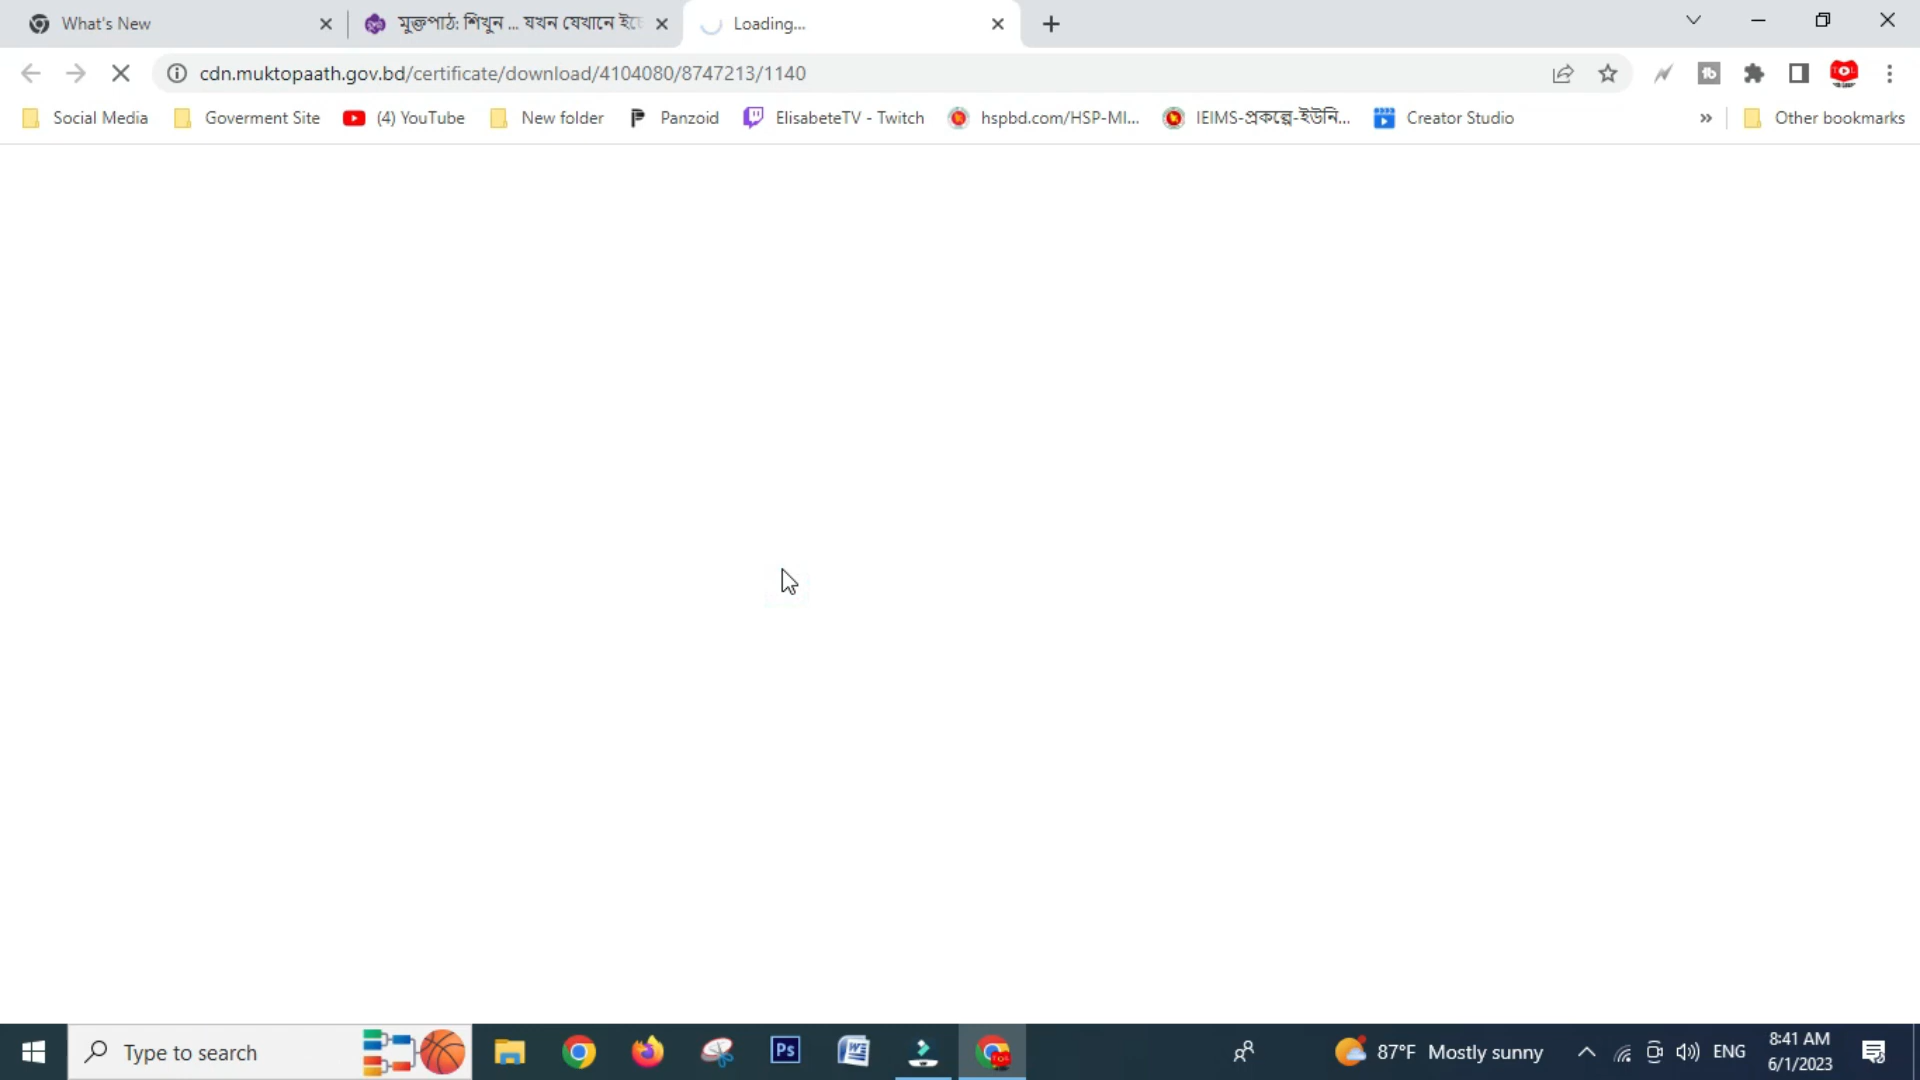 What's New
মুক্তপাঠ: শিখুন ... যখন যেখানে ইচ্ছে
Loading...
cdn.muktopaath.gov.bd/certificate/download/4104080/8747213/1140
Social Media
Goverment Site
(4) YouTube
New folder
Panzoid
ElisabeteTV - Twitch
hspbd.com/HSP-MI...
IEIMS-প্রকল্পে-ইউনি...
Creator Studio
»
Other bookmarks
Type to search
Ps
87°F Mostly sunny
ENG
8:41 AM
6/1/2023